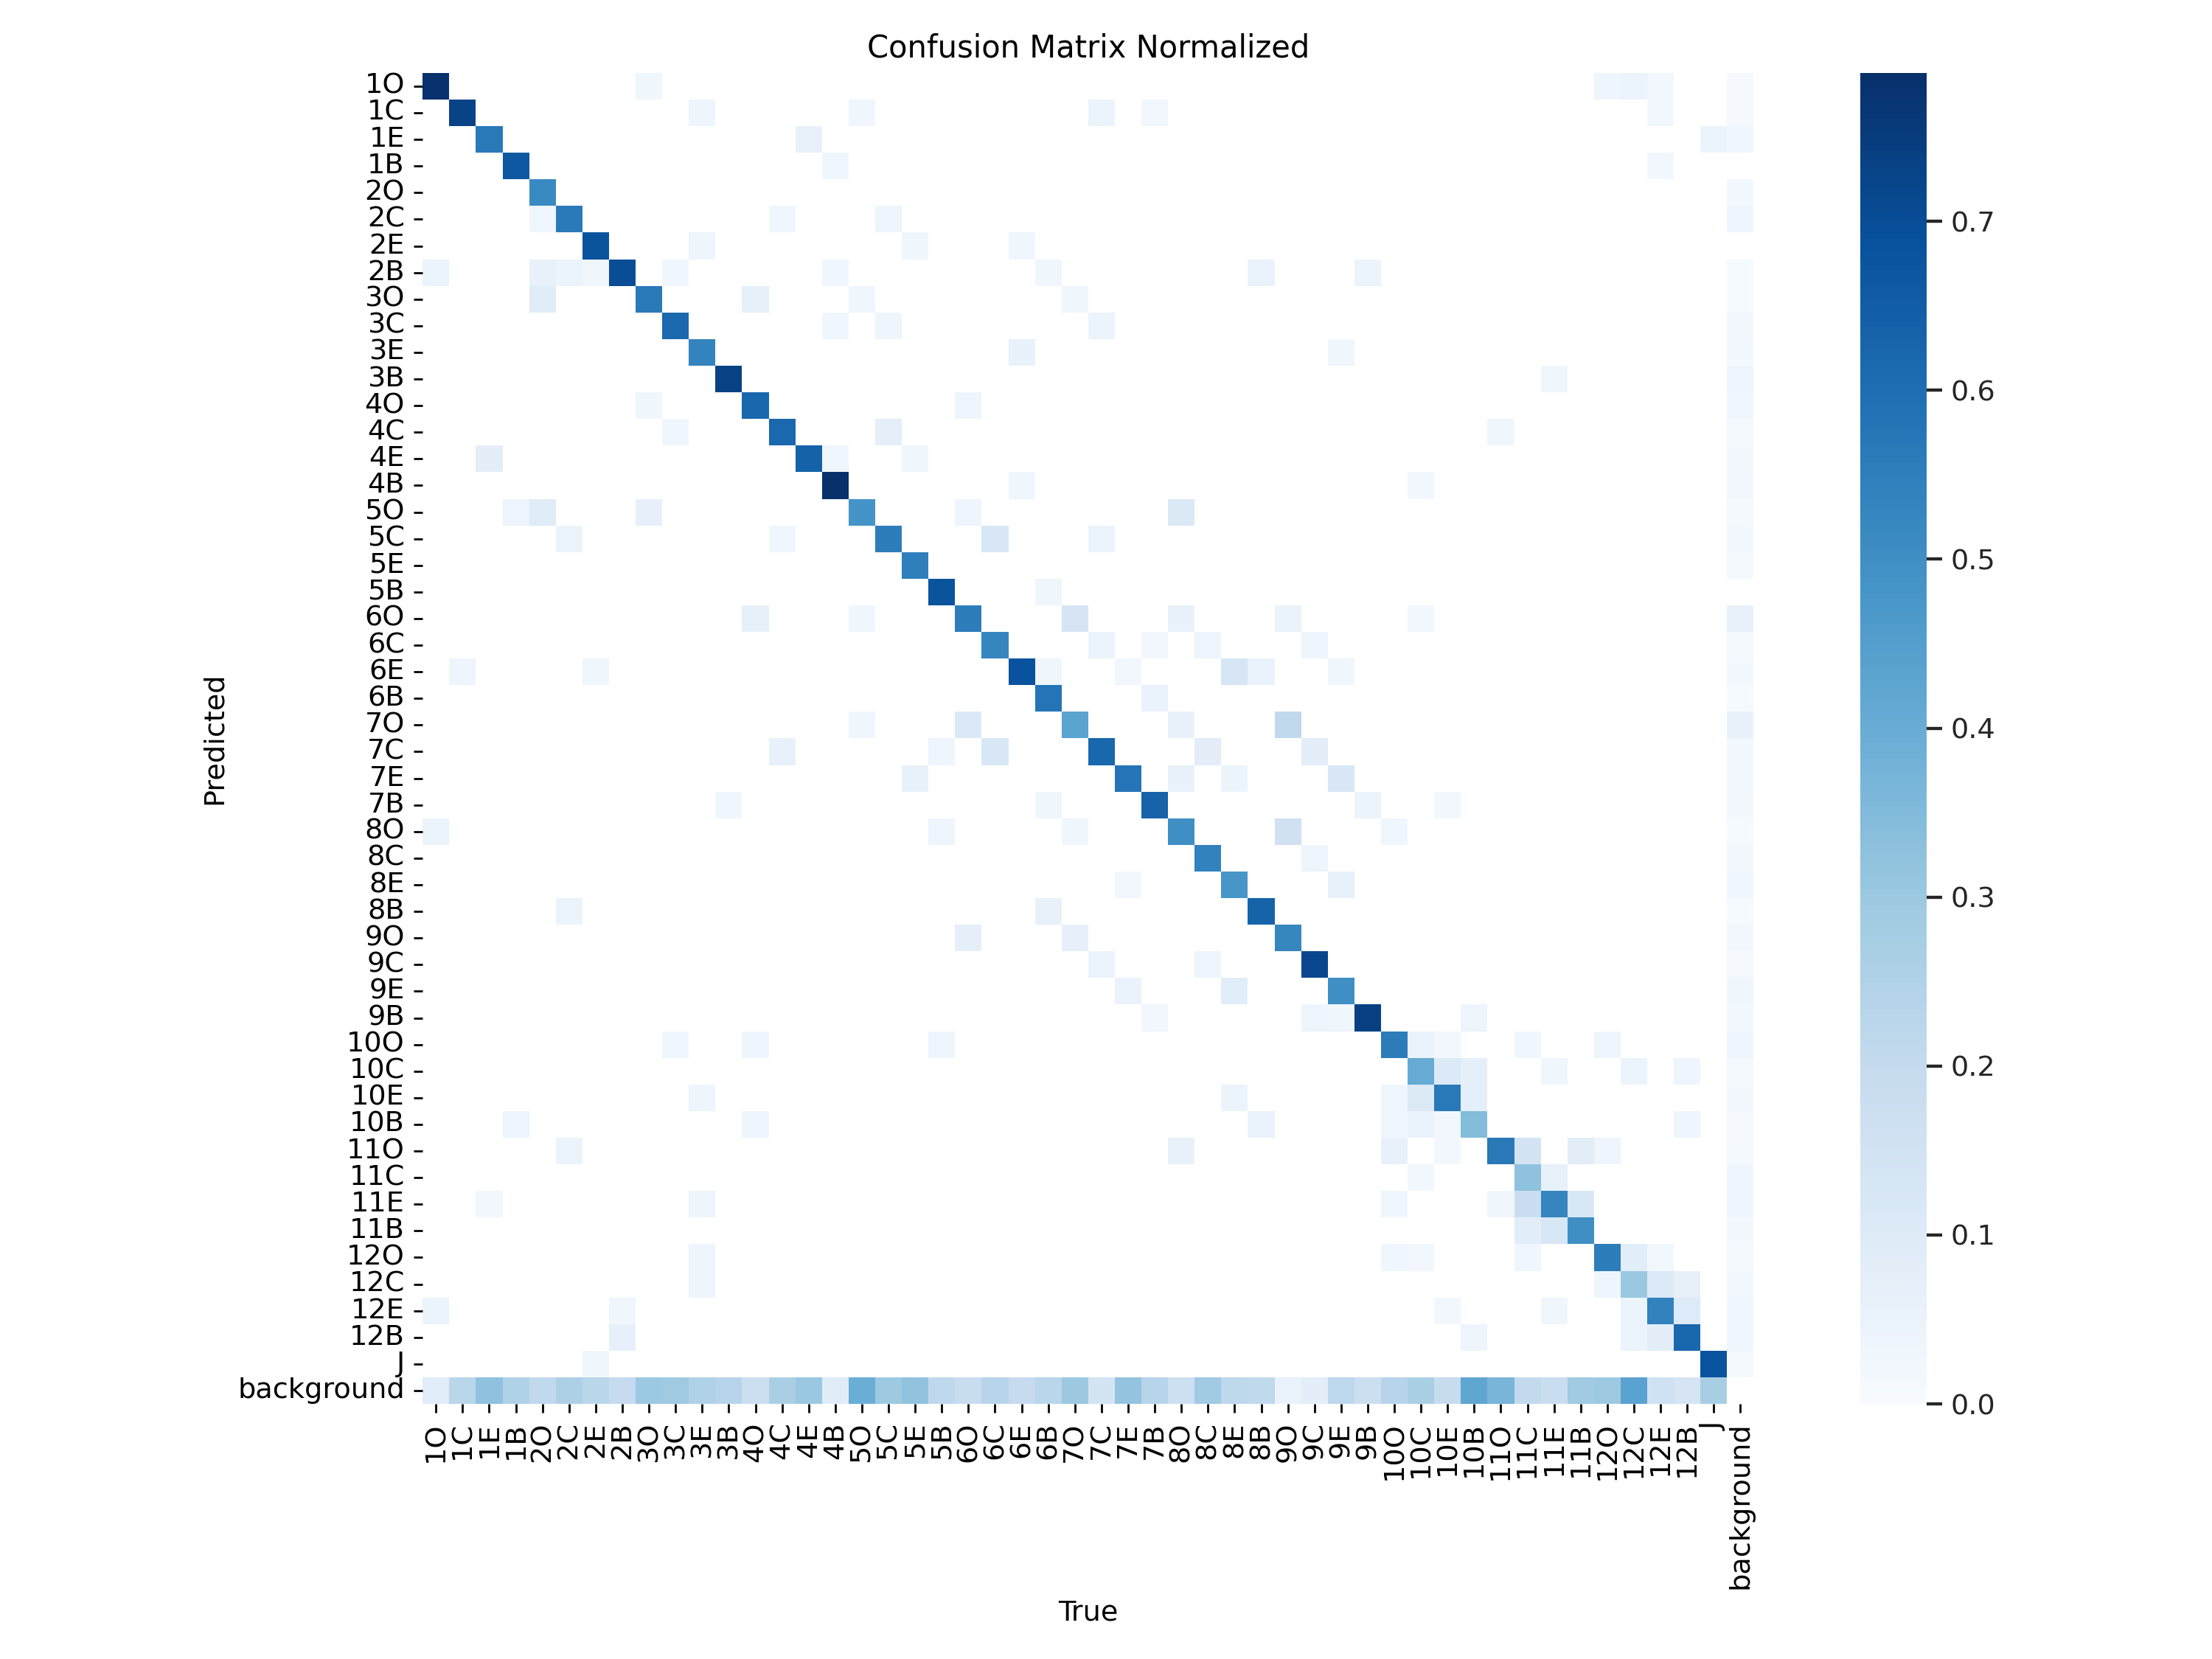 Confusion Matrix Normalized
Predicted
1O
1C
1E
1B
2O
2C
2E
2B
3O
3C
3E
3B
4O
4C
4E
4B
5O
5C
5E
5B
6O
6C
6E
6B
7O
7C
7E
7B
8O
8C
8E
8B
9O
9C
9E
9B
10O
10C
10E
10B
11O
11C
11E
11B
12O
12C
12E
12B
J
background
1O 1C 1E 1B 2O 2C 2E 2B 3O 3C 3E 3B 4O 4C 4E 4B 5O 5C 5E 5B 6O 6C 6E 6B 7O 7C 7E 7B 8O 8C 8E 8B 9O 9C 9E 9B 10O 10C 10E 10B 11O 11C 11E 11B 12O 12C 12E 12B J background
True
0.7
0.6
0.5
0.4
0.3
0.2
0.1
0.0